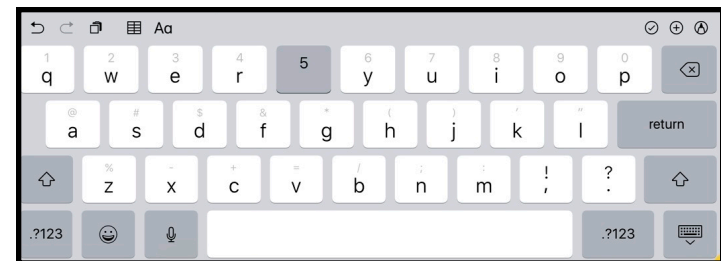 Aa
1 2 3 4 5 6 7 8 9 0
q w e r y u i o p
@ # $ & * ( ) ' "
a s d f g h j k l return
% - + = / ; : ! ?
z x c v b n m , .
.?123 .?123